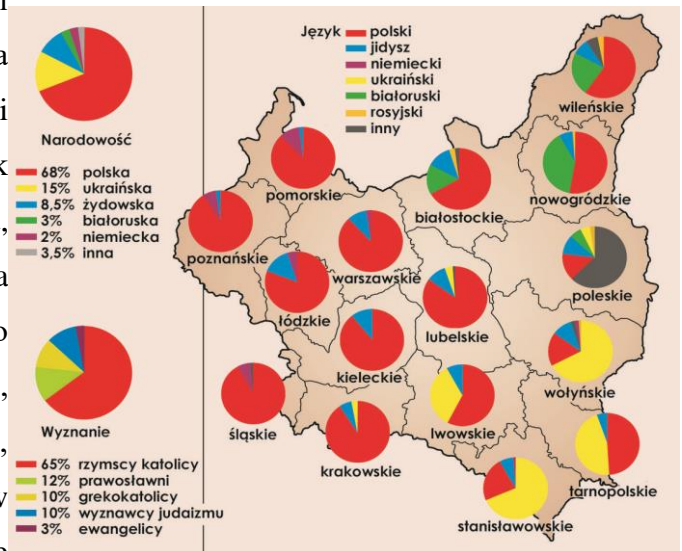 Narodowość
68% polska
15% ukraińska
8,5% żydowska
3% białoruska
2% niemiecka
3,5% inna
Wyznanie
65% rzymscy katolicy
12% prawosławni
10% grekokatolicy
10% wyznawcy judaizmu
3% ewangelicy
Język
polski
jidysz
niemiecki
ukraiński
białoruski
rosyjski
inny
wileńskie
pomorskie
białostockie
nowogródzkie
poznańskie
warszawskie
poleskie
łódzkie
lubelskie
kieleckie
wołyńskie
śląskie
krakowskie
lwowskie
tarnopolskie
stanisławowskie